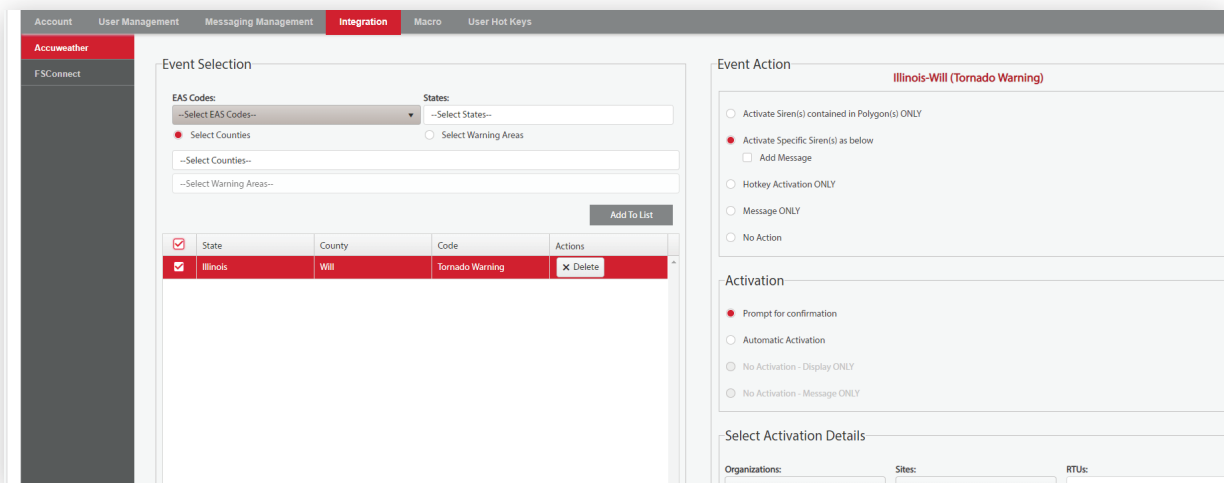 Account User Management Messaging Management Integration Macro User Hot Keys
Accuweather
FSConnect
Event Selection
EAS Codes: States:
--Select EAS Codes-- --Select States--
Select Counties Select Warning Areas
--Select Counties--
--Select Warning Areas--
Add To List
State County Code Actions
Illinois Will Tornado Warning Delete
Event Action
Illinois-Will (Tornado Warning)
Activate Siren(s) contained in Polygon(s) ONLY
Activate Specific Siren(s) as below
Add Message
Hotkey Activation ONLY
Message ONLY
No Action
Activation
Prompt for confirmation
Automatic Activation
No Activation - Display ONLY
No Activation - Message ONLY
Select Activation Details
Organizations: Sites: RTUs: